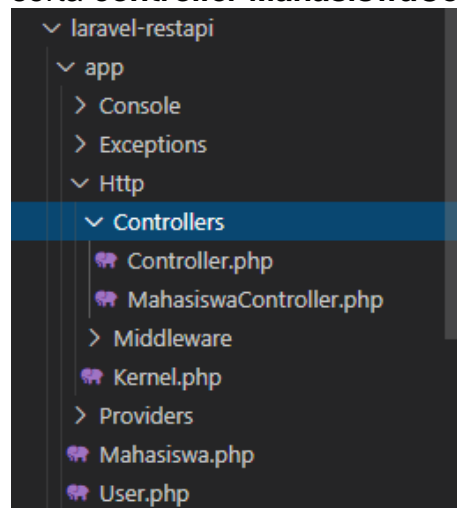 laravel-restapi
app
Console
Exceptions
Http
Controllers
Controller.php
MahasiswaController.php
Middleware
Kernel.php
Providers
Mahasiswa.php
User.php